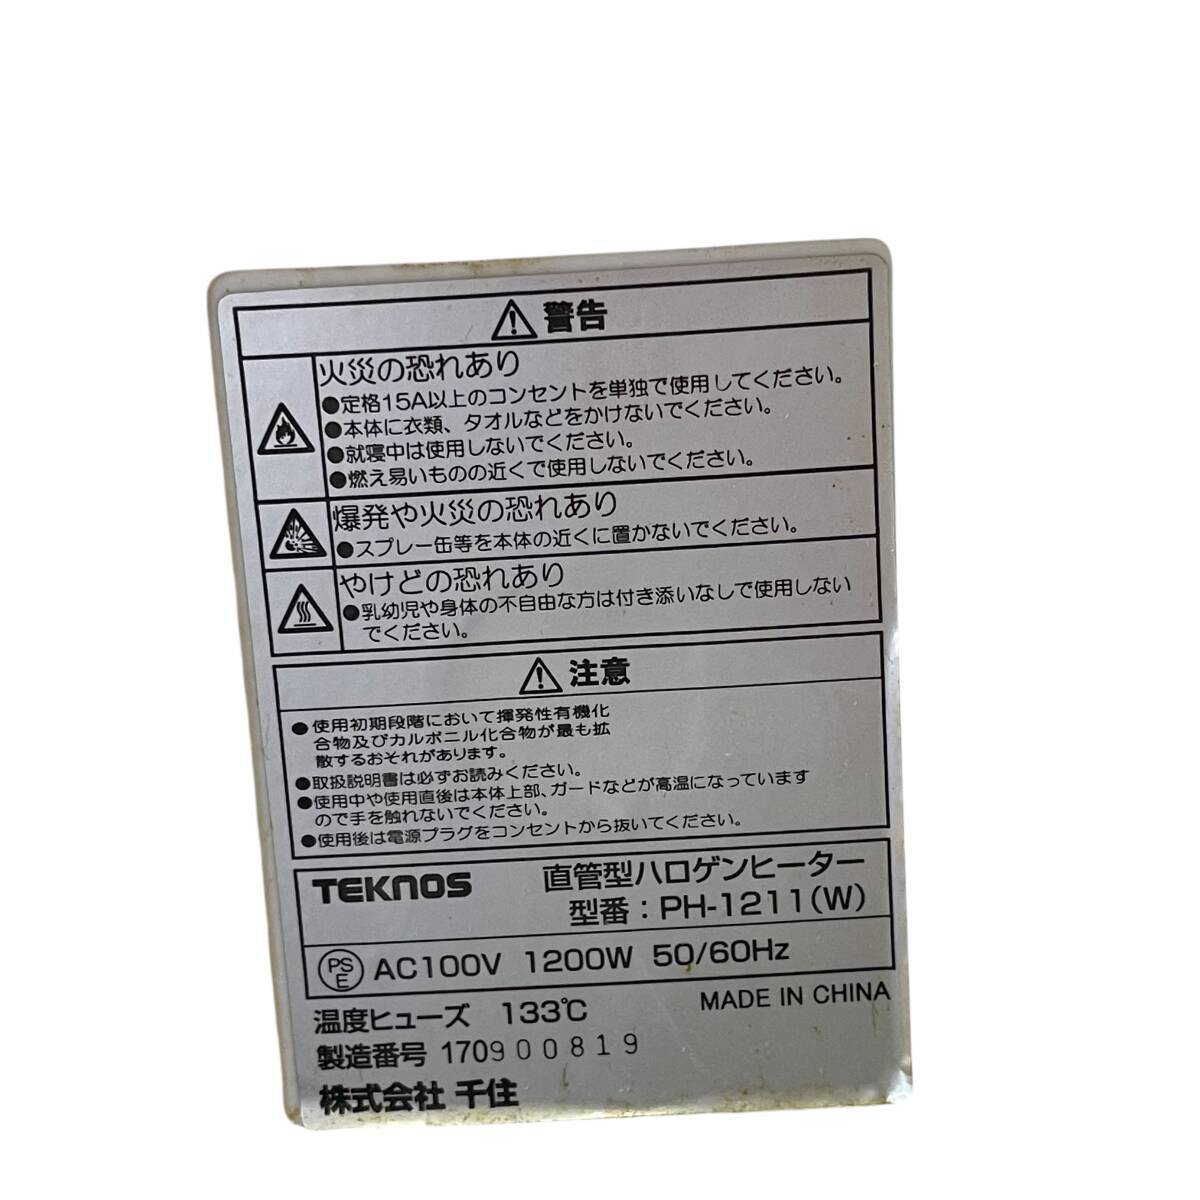 警告
火災の恐れあり
●定格15A以上のコンセントを単独で使用してください。
●本体に衣類、タオルなどをかけないでください。
●就寝中は使用しないでください。
●燃え易いものの近くで使用しないでください。
爆発や火災の恐れあり
●スプレー缶等を本体の近くに置かないでください。
やけどの恐れあり
●乳幼児や身体の不自由な方は付き添いなしで使用しない
でください。
注意
●使用初期段階において揮発性有機化
合物及びカルボニル化合物が最も拡
散するおそれがあります。
●取扱説明書は必ずお読みください。
●使用中や使用直後は本体上部、ガードなどが高温になっています
ので手を触れないでください。
●使用後は電源プラグをコンセントから抜いてください。
TEKNOS 直管型ハロゲンヒーター
型番：PH-1211(W)
PSE AC100V 1200W 50/60Hz
温度ヒューズ 133℃ MADE IN CHINA
製造番号 170900819
株式会社 千住